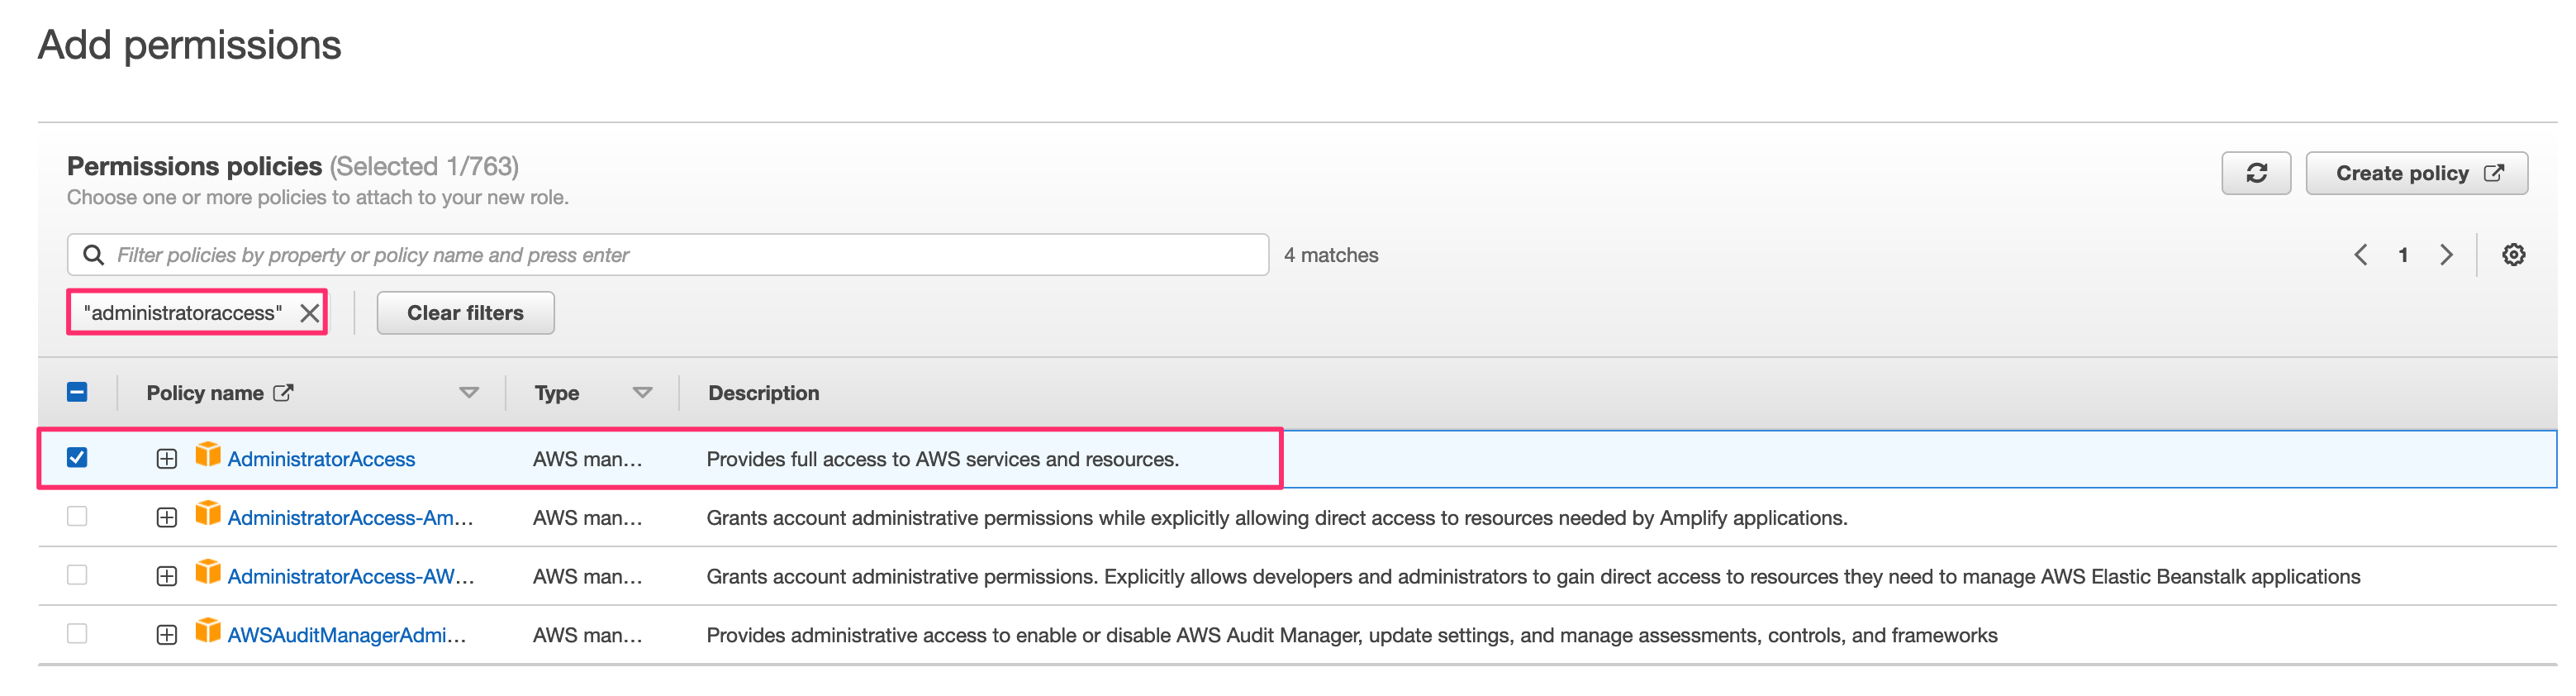 Add permissions
Permissions policies (Selected 1/763)
Choose one or more policies to attach to your new role.
Create policy
Filter policies by property or policy name and press enter
4 matches
1
"administratoraccess"
Clear filters
Policy name Type Description
AdministratorAccess AWS man... Provides full access to AWS services and resources.
AdministratorAccess-Am... AWS man... Grants account administrative permissions while explicitly allowing direct access to resources needed by Amplify applications.
AdministratorAccess-AW... AWS man... Grants account administrative permissions. Explicitly allows developers and administrators to gain direct access to resources they need to manage AWS Elastic Beanstalk applications
AWSAuditManagerAdmi... AWS man... Provides administrative access to enable or disable AWS Audit Manager, update settings, and manage assessments, controls, and frameworks